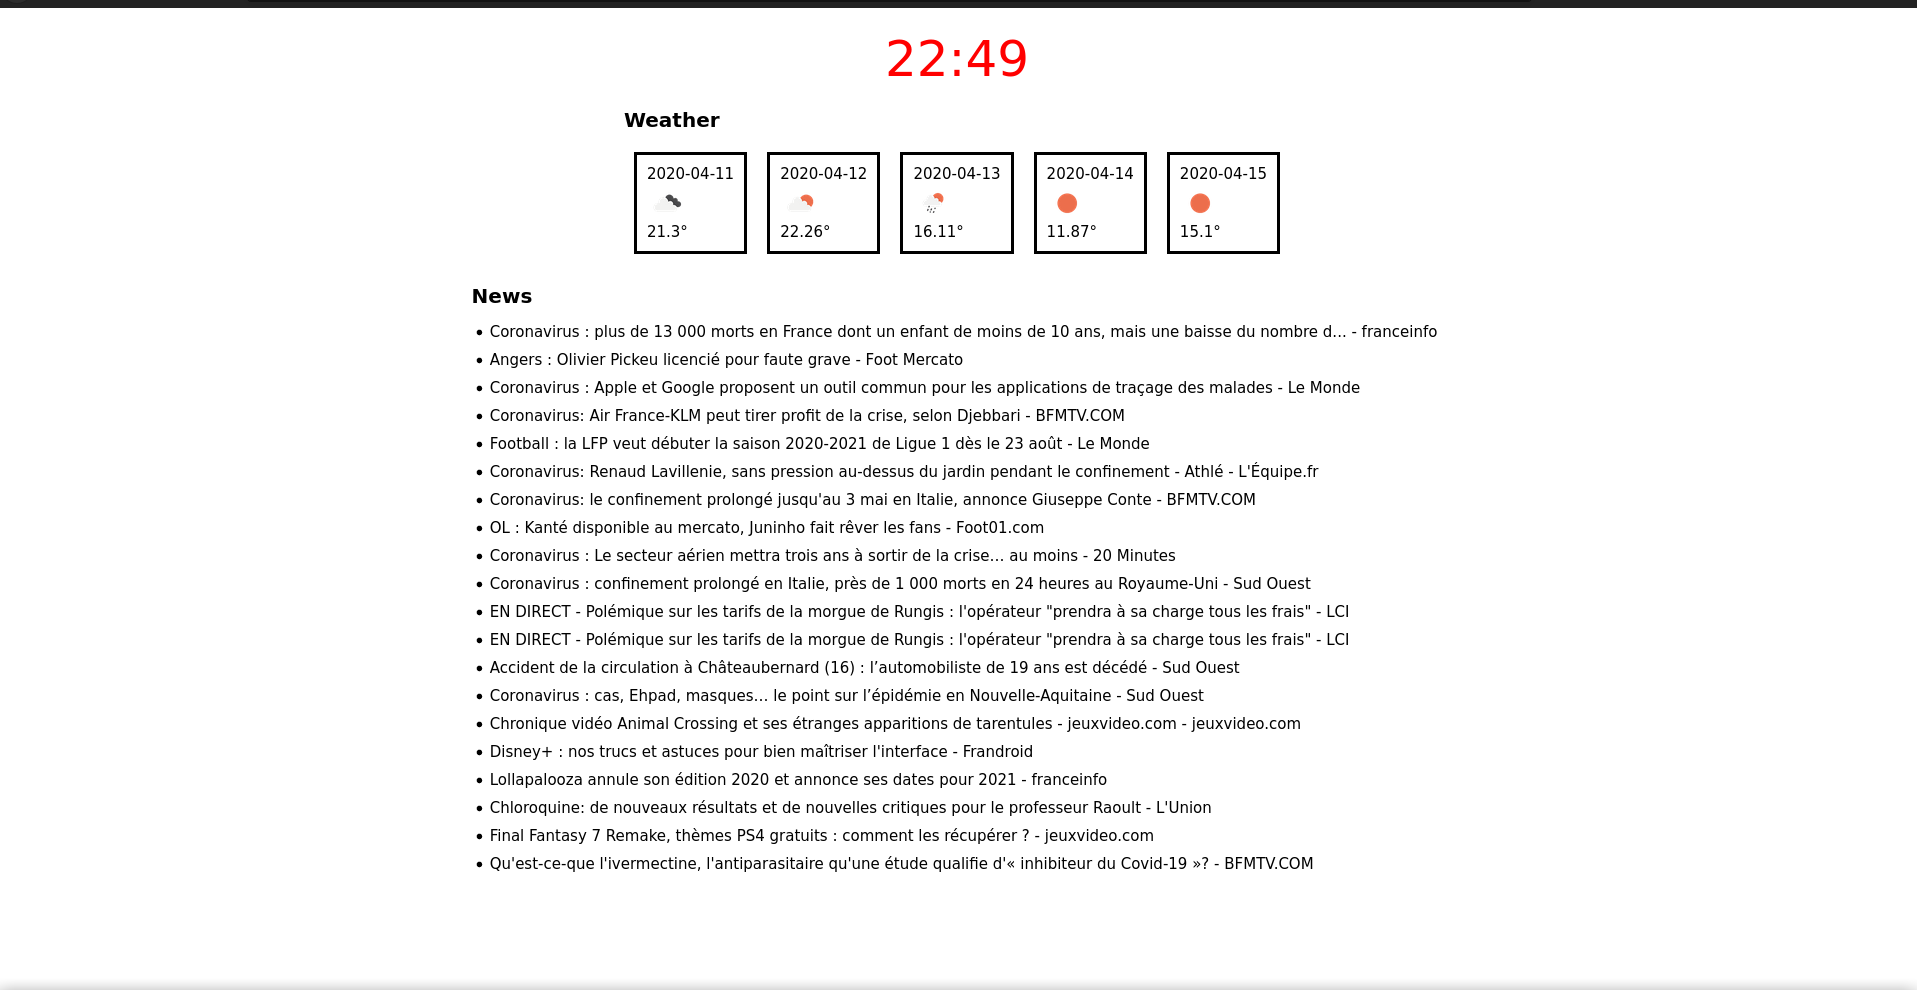 22:49
Weather
2020-04-11 2020-04-12 2020-04-13 2020-04-14 2020-04-15
21.3° 22.26° 16.11° 11.87° 15.1°
News
Coronavirus : plus de 13 000 morts en France dont un enfant de moins de 10 ans, mais une baisse du nombre d... - franceinfo
Angers : Olivier Pickeu licencié pour faute grave - Foot Mercato
Coronavirus : Apple et Google proposent un outil commun pour les applications de traçage des malades - Le Monde
Coronavirus: Air France-KLM peut tirer profit de la crise, selon Djebbari - BFMTV.COM
Football : la LFP veut débuter la saison 2020-2021 de Ligue 1 dès le 23 août - Le Monde
Coronavirus: Renaud Lavillenie, sans pression au-dessus du jardin pendant le confinement - Athlé - L'Équipe.fr
Coronavirus: le confinement prolongé jusqu'au 3 mai en Italie, annonce Giuseppe Conte - BFMTV.COM
OL : Kanté disponible au mercato, Juninho fait rêver les fans - Foot01.com
Coronavirus : Le secteur aérien mettra trois ans à sortir de la crise… au moins - 20 Minutes
Coronavirus : confinement prolongé en Italie, près de 1 000 morts en 24 heures au Royaume-Uni - Sud Ouest
EN DIRECT - Polémique sur les tarifs de la morgue de Rungis : l'opérateur "prendra à sa charge tous les frais" - LCI
EN DIRECT - Polémique sur les tarifs de la morgue de Rungis : l'opérateur "prendra à sa charge tous les frais" - LCI
Accident de la circulation à Châteaubernard (16) : l’automobiliste de 19 ans est décédé - Sud Ouest
Coronavirus : cas, Ehpad, masques… le point sur l’épidémie en Nouvelle-Aquitaine - Sud Ouest
Chronique vidéo Animal Crossing et ses étranges apparitions de tarentules - jeuxvideo.com - jeuxvideo.com
Disney+ : nos trucs et astuces pour bien maîtriser l'interface - Frandroid
Lollapalooza annule son édition 2020 et annonce ses dates pour 2021 - franceinfo
Chloroquine: de nouveaux résultats et de nouvelles critiques pour le professeur Raoult - L'Union
Final Fantasy 7 Remake, thèmes PS4 gratuits : comment les récupérer ? - jeuxvideo.com
Qu'est-ce-que l'ivermectine, l'antiparasitaire qu'une étude qualifie d'« inhibiteur du Covid-19 »? - BFMTV.COM